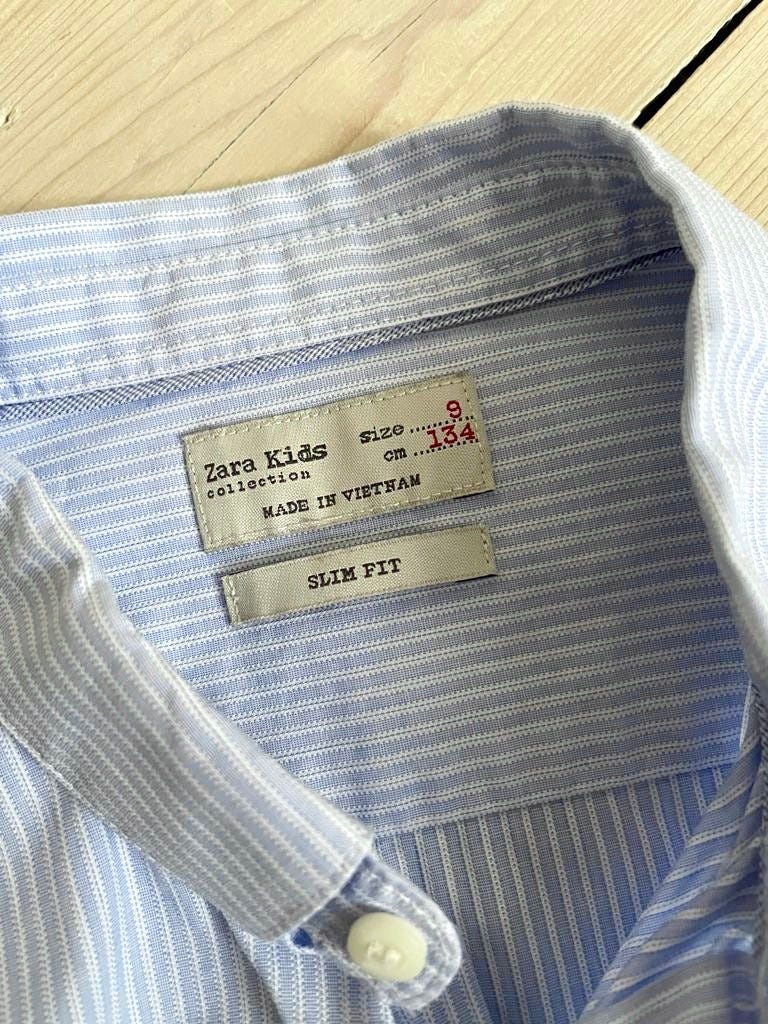 Zara Kids
collection
size ........ 9
cm ........ 134
MADE IN VIETNAM
SLIM FIT